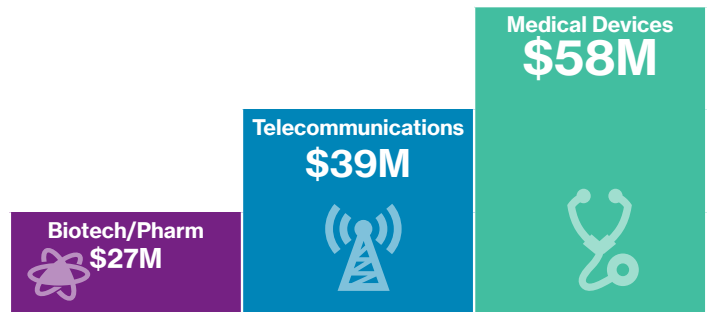 Medical Devices
$58M
Telecommunications
$39M
Biotech/Pharm
$27M